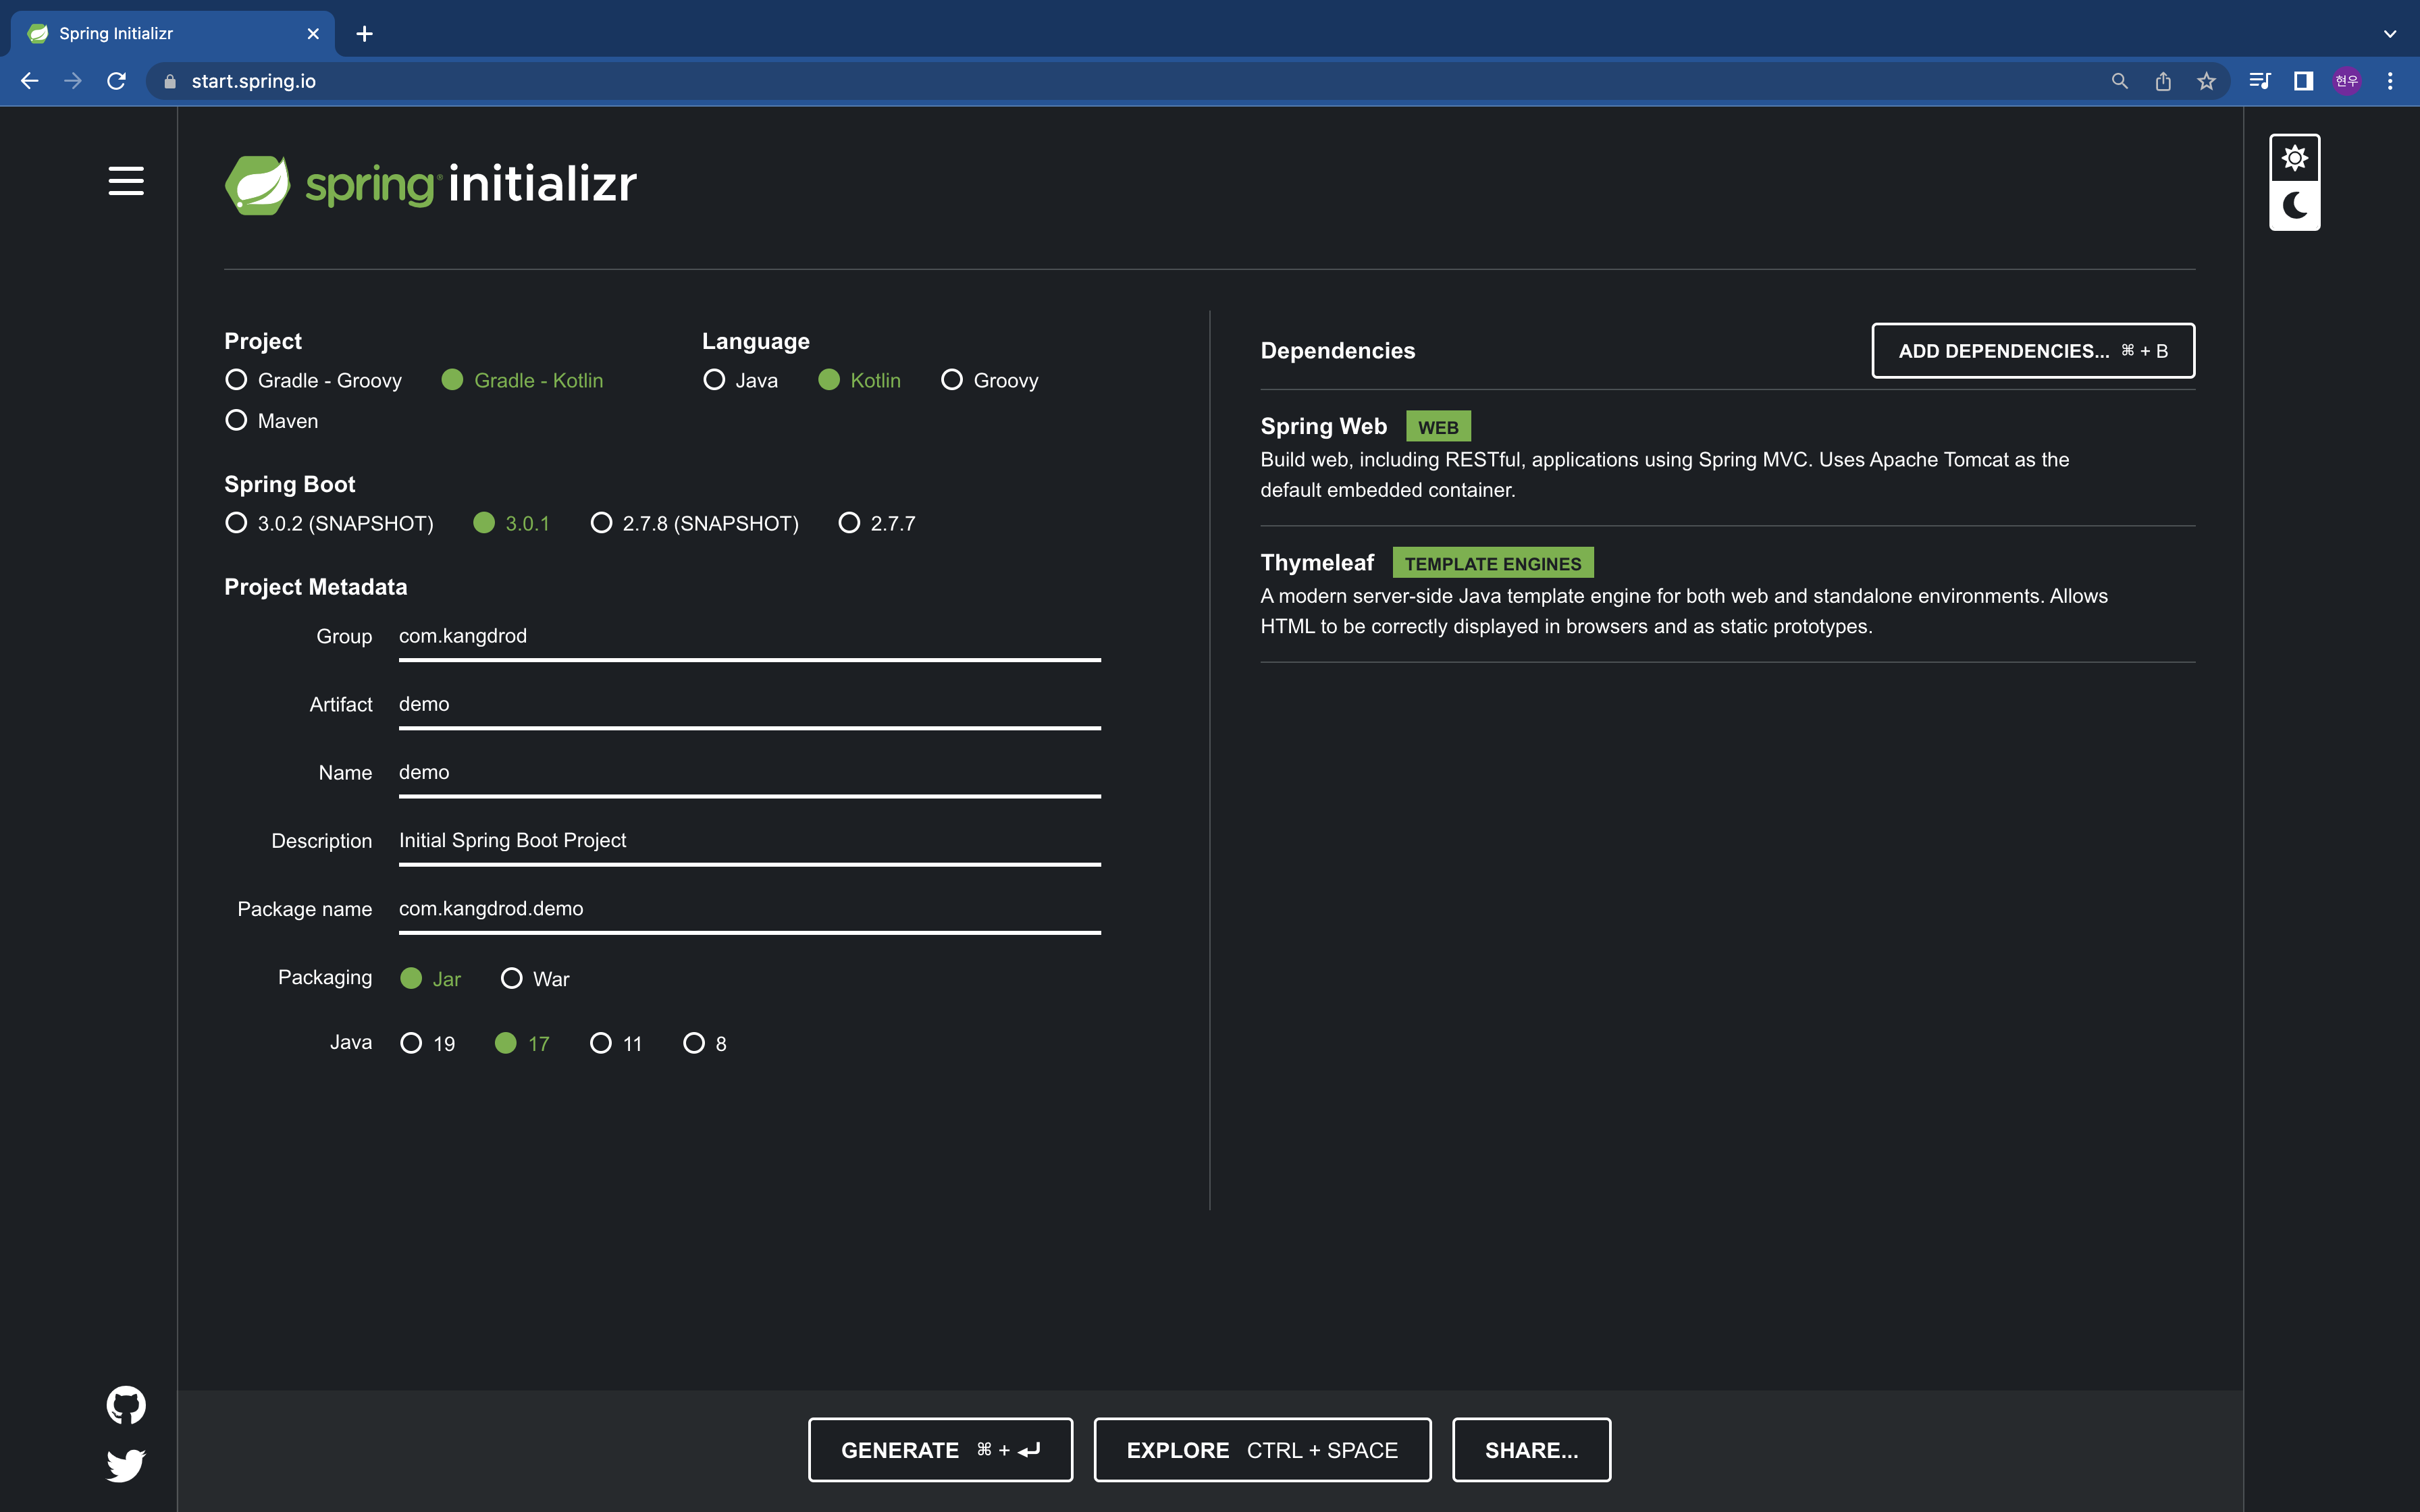 Spring Initializr
start.spring.io
현우
spring initializr
Project
Gradle - Groovy Gradle - Kotlin
Maven
Language
Java Kotlin Groovy
Spring Boot
3.0.2 (SNAPSHOT) 3.0.1 2.7.8 (SNAPSHOT) 2.7.7
Project Metadata
Group com.kangdrod
Artifact demo
Name demo
Description Initial Spring Boot Project
Package name com.kangdrod.demo
Packaging Jar War
Java 19 17 11 8
Dependencies
ADD DEPENDENCIES... ⌘ + B
Spring Web WEB
Build web, including RESTful, applications using Spring MVC. Uses Apache Tomcat as the
default embedded container.
Thymeleaf TEMPLATE ENGINES
A modern server-side Java template engine for both web and standalone environments. Allows
HTML to be correctly displayed in browsers and as static prototypes.
GENERATE ⌘ + ⏎
EXPLORE CTRL + SPACE
SHARE...